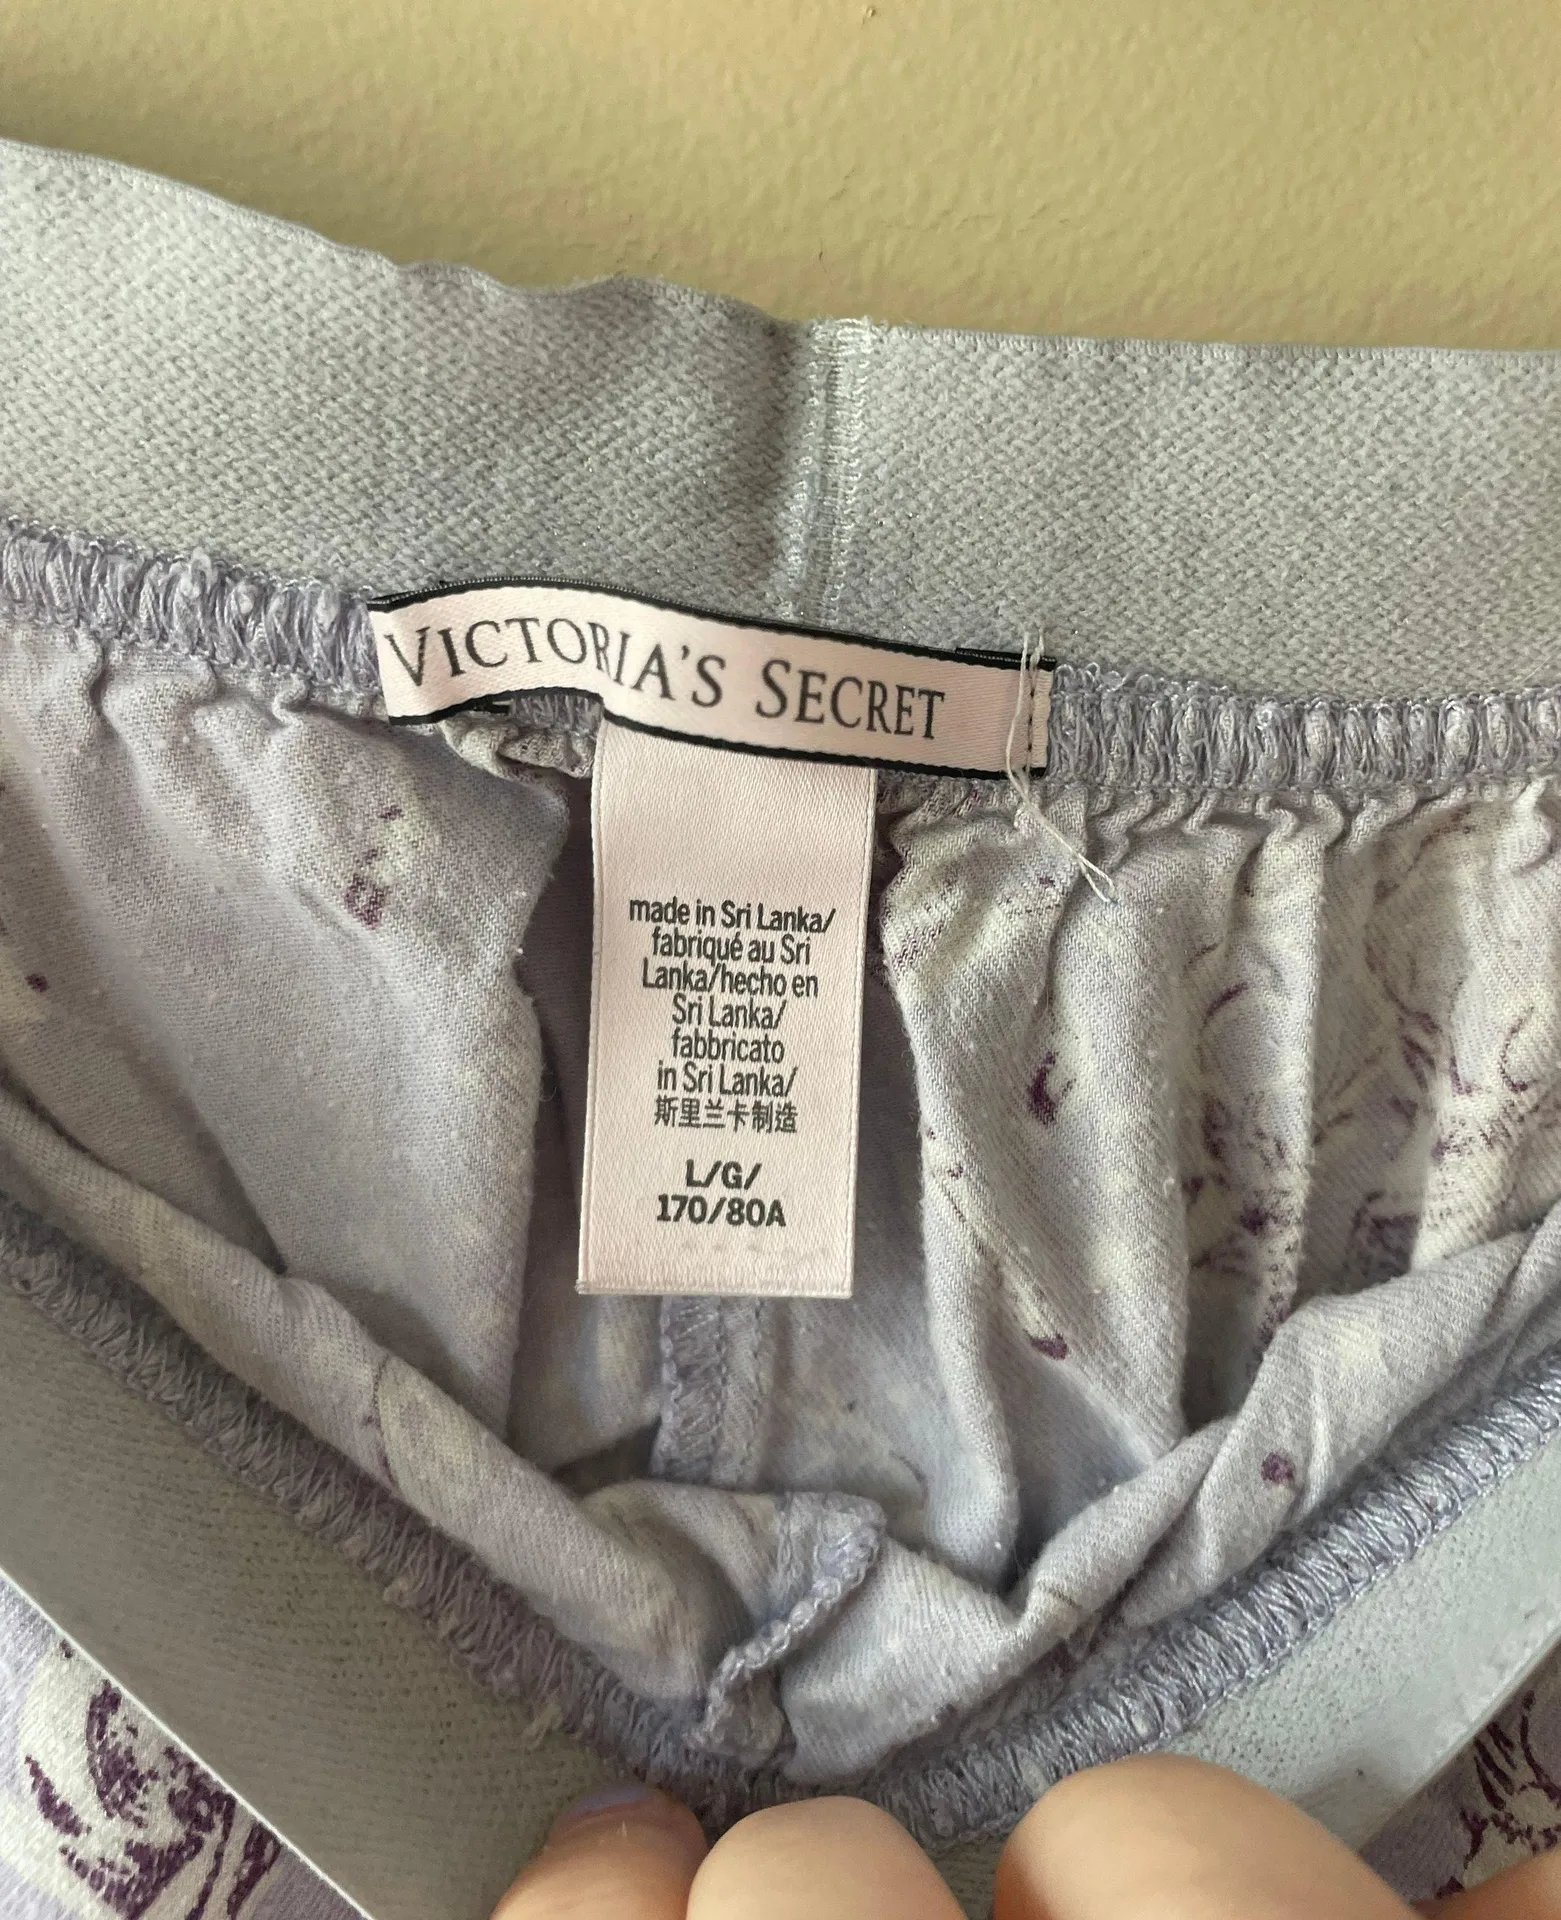 VICTORIA'S SECRET
made in Sri Lanka/
fabriqué au Sri
Lanka/hecho en
Sri Lanka/
fabbricato
in Sri Lanka/
斯里兰卡制造
L/G/
170/80A